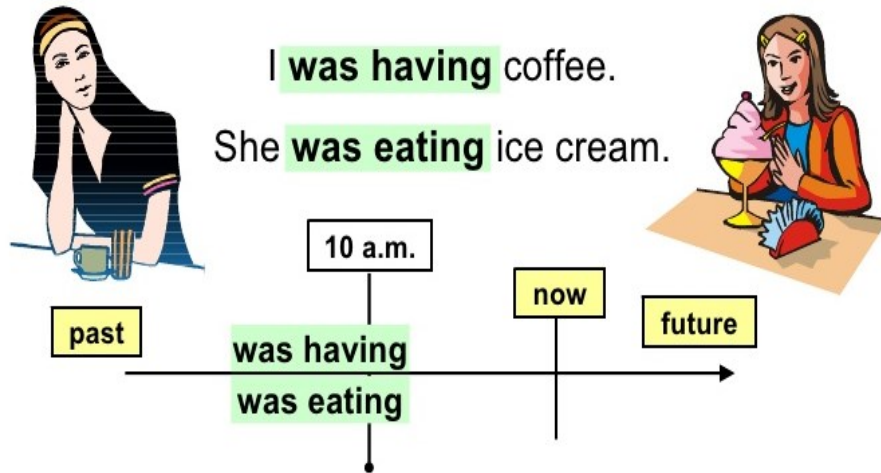 I was having coffee.
She was eating ice cream.
10 a.m.
now
past
future
was having
was eating